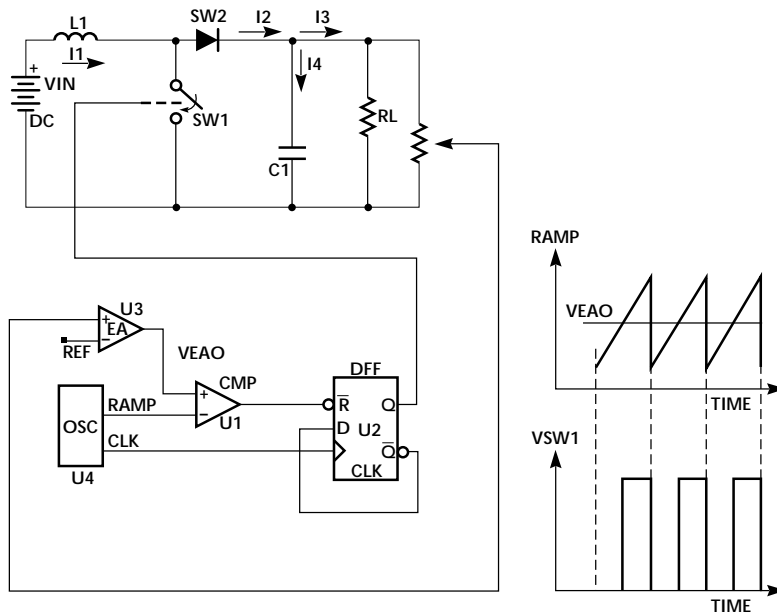 L1
SW2
I2
I3
I1
I4
+
VIN
DC
SW1
RL
C1
RAMP
VEAO
TIME
VSW1
TIME
U3
+
EA
−
REF
VEAO
DFF
CMP
+
−
U1
RAMP
OSC
CLK
U4
R̅
Q
D
U2
Q̅
CLK